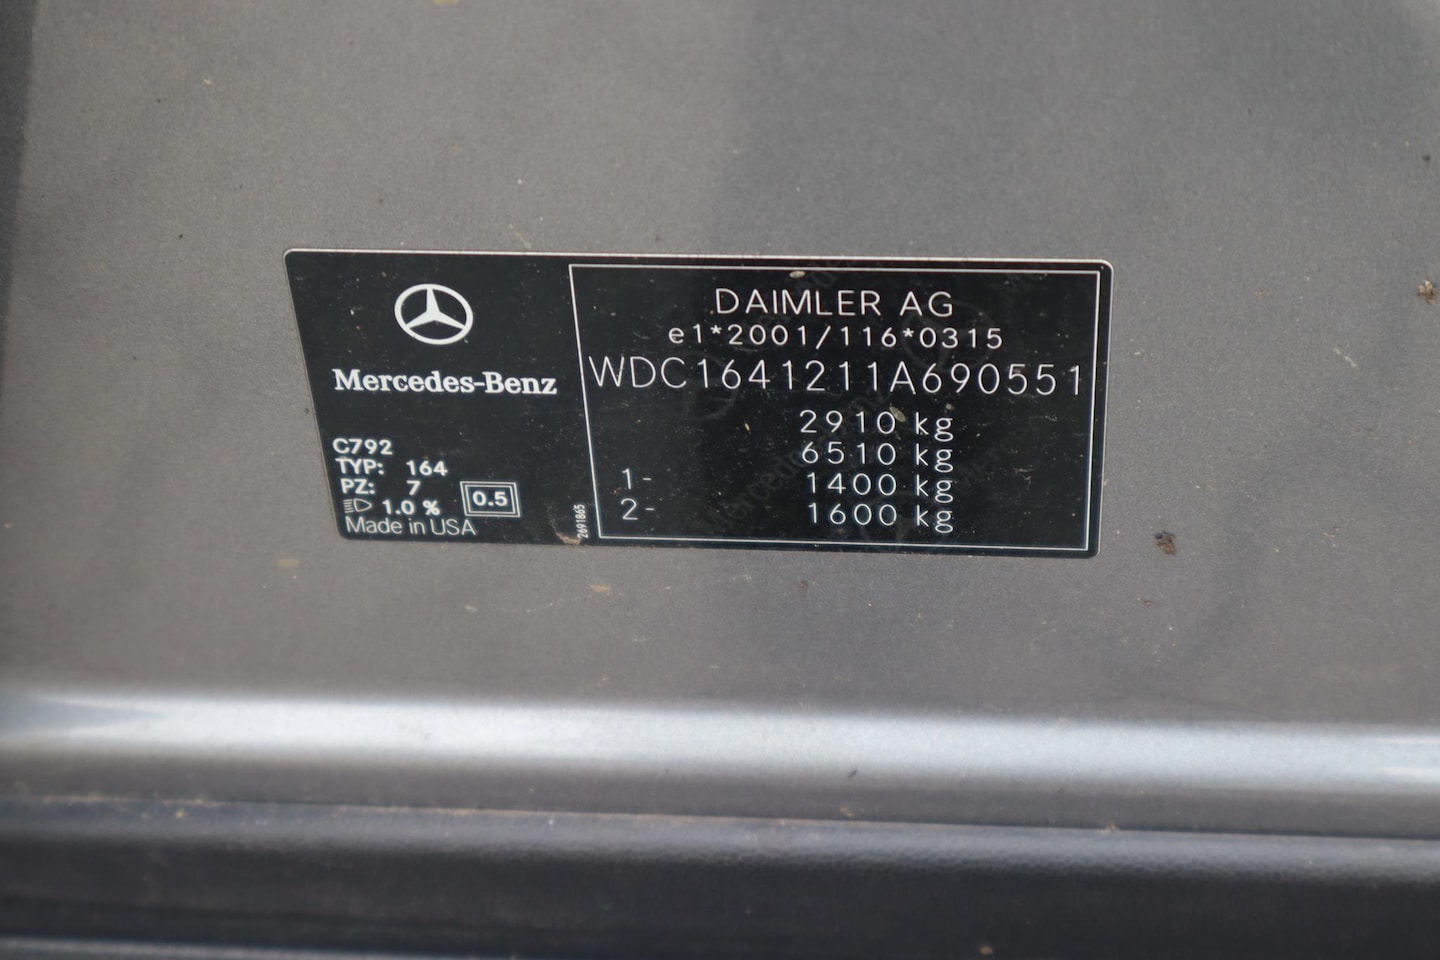 Mercedes-Benz
C792
TYP: 164
PZ: 7
1.0 %
0.5
Made in USA
2691865
DAIMLER AG
e1*2001/116*0315
WDC1641211A690551
2910 kg
6510 kg
1- 1400 kg
2- 1600 kg